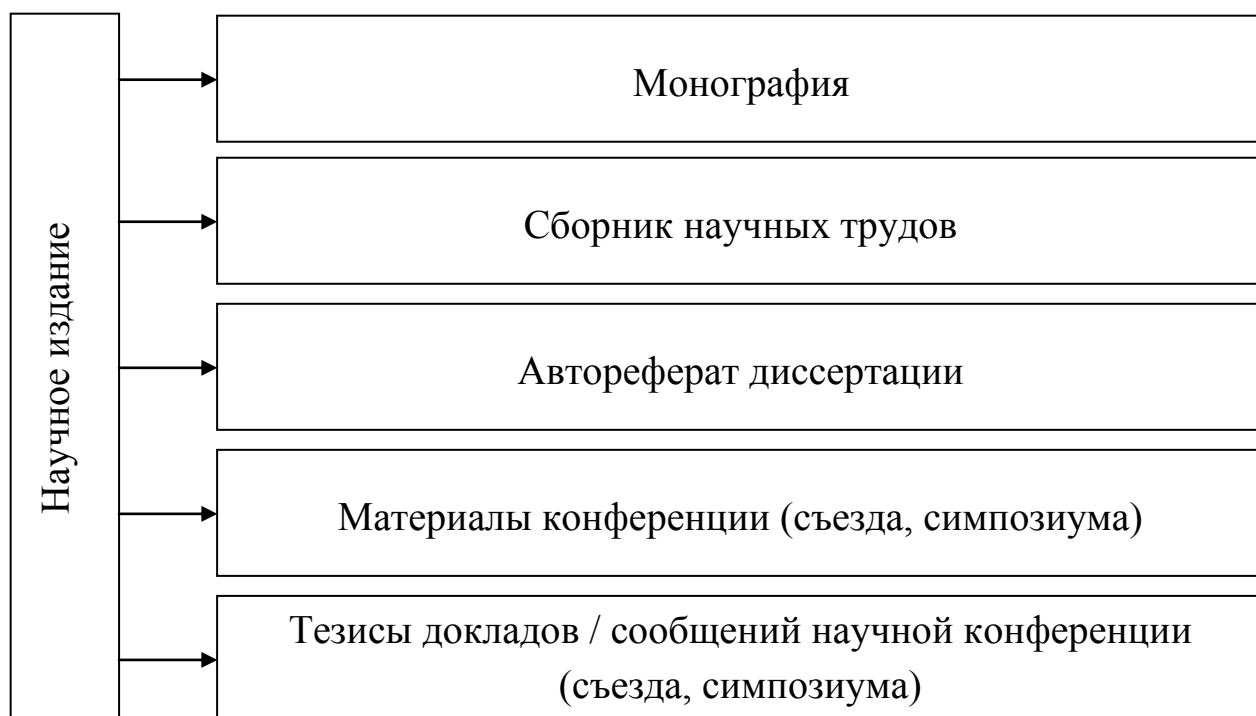 Научное издание
Монография
Сборник научных трудов
Автореферат диссертации
Материалы конференции (съезда, симпозиума)
Тезисы докладов / сообщений научной конференции
(съезда, симпозиума)